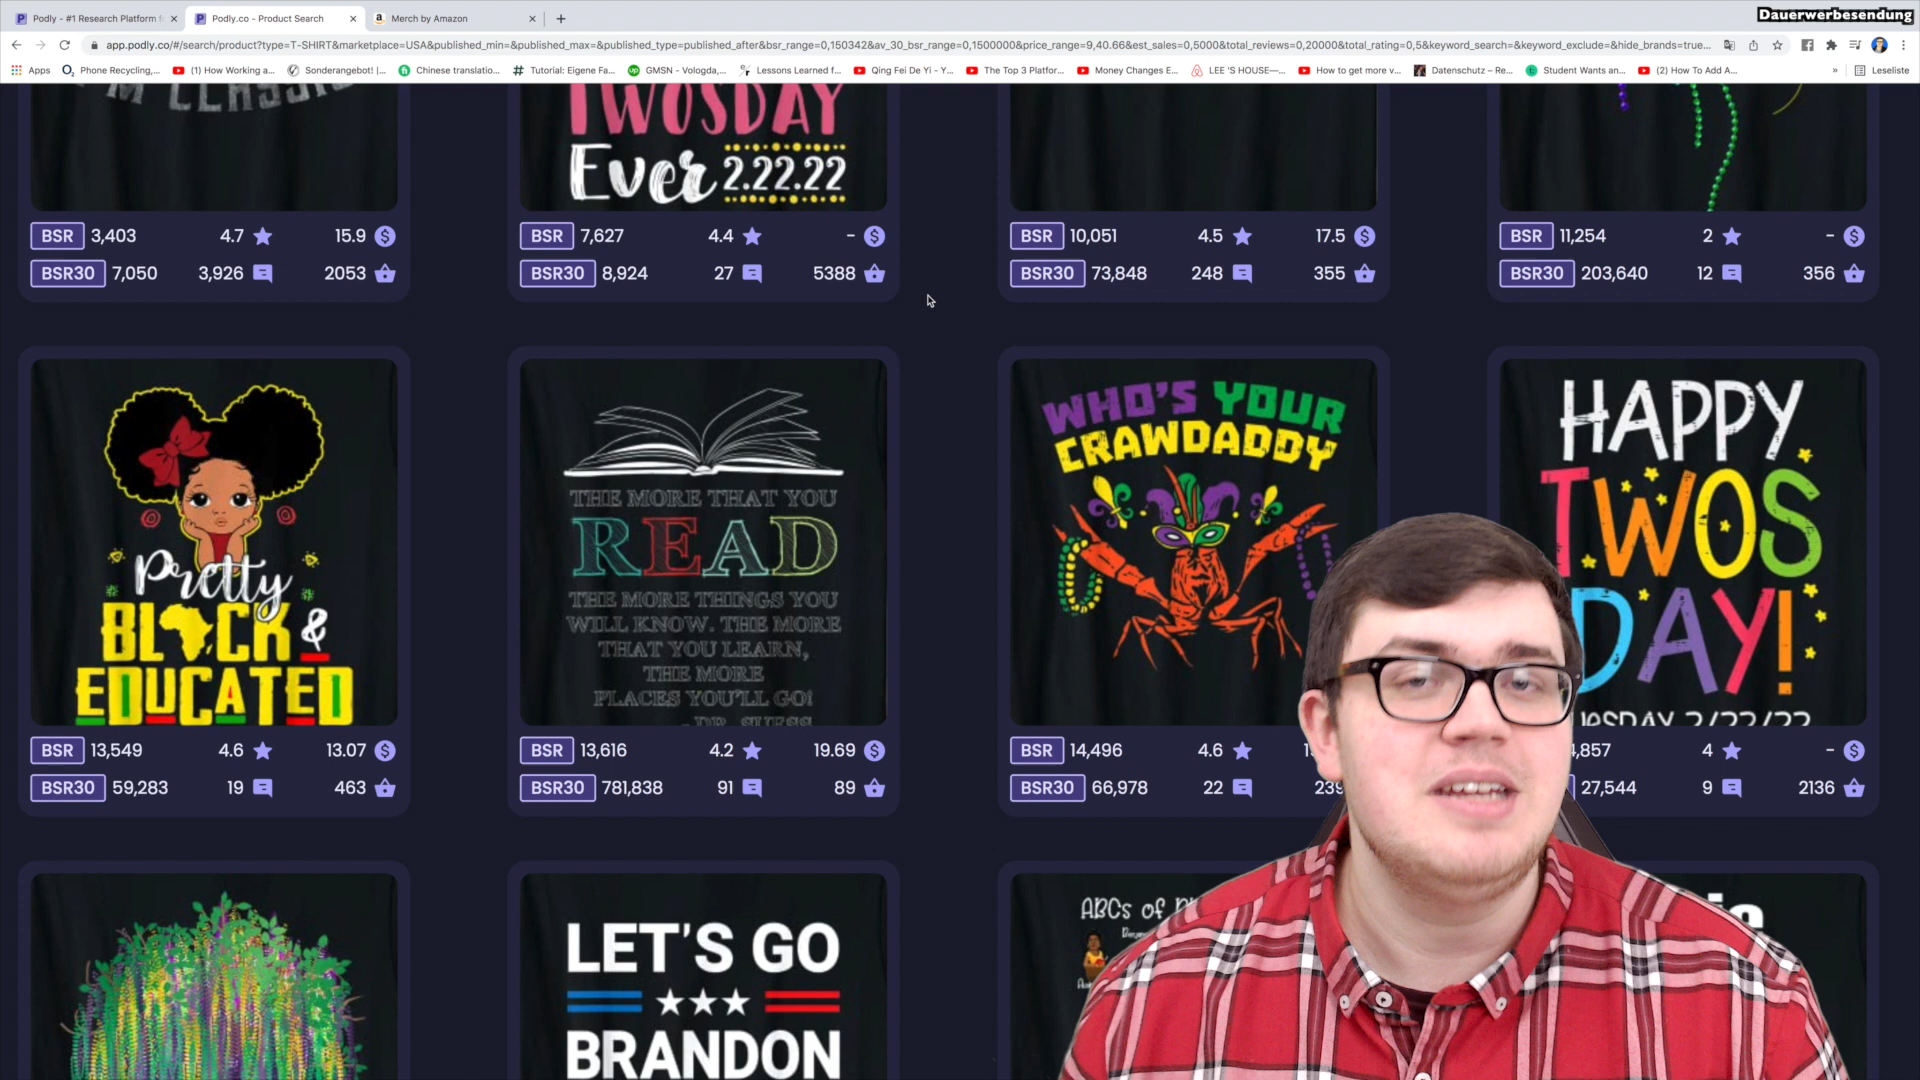 Podly - #1 Research Platform f
Podly.co - Product Search
Merch by Amazon
Dauerwerbesendung
app.podly.co/#/search/product?type=T-SHIRT&marketplace=USA&published_min=&published_max=&published_type=published_after&bsr_range=0,150342&av_30_bsr_range=0,1500000&price_range=9,40.66&est_sales=0,5000&total_reviews=0,20000&total_rating=0,5&keyword_search=&keyword_exclude=&hide_brands=true...
Apps
Phone Recycling,...
(1) How Working a...
Sonderangebot! |...
Chinese translatio...
Tutorial: Eigene Fa...
GMSN - Vologda,...
Lessons Learned f...
Qing Fei De Yi - Y...
The Top 3 Platfor...
Money Changes E...
LEE 'S HOUSE—...
How to get more v...
Datenschutz – Re...
Student Wants an...
(2) How To Add A...
»
Leseliste
I'M CLASSIC
TWOSDAY
Ever 2.22.22
BSR 3,403 4.7 15.9
BSR30 7,050 3,926 2053
BSR 7,627 4.4 -
BSR30 8,924 27 5388
BSR 10,051 4.5 17.5
BSR30 73,848 248 355
BSR 11,254 2 -
BSR30 203,640 12 356
Pretty
BLACK &
EDUCATED
THE MORE THAT YOU
READ
THE MORE THINGS YOU
WILL KNOW. THE MORE
THAT YOU LEARN,
THE MORE
PLACES YOU'LL GO!
- DR. SUESS
WHO'S YOUR
CRAWDADDY
HAPPY
TWOS
DAY!
UESDAY 2/22/22
BSR 13,549 4.6 13.07
BSR30 59,283 19 463
BSR 13,616 4.2 19.69
BSR30 781,838 91 89
BSR 14,496 4.6
BSR30 66,978 22 239
4,857 4 -
27,544 9 2136
LET'S GO
BRANDON
ABCs of